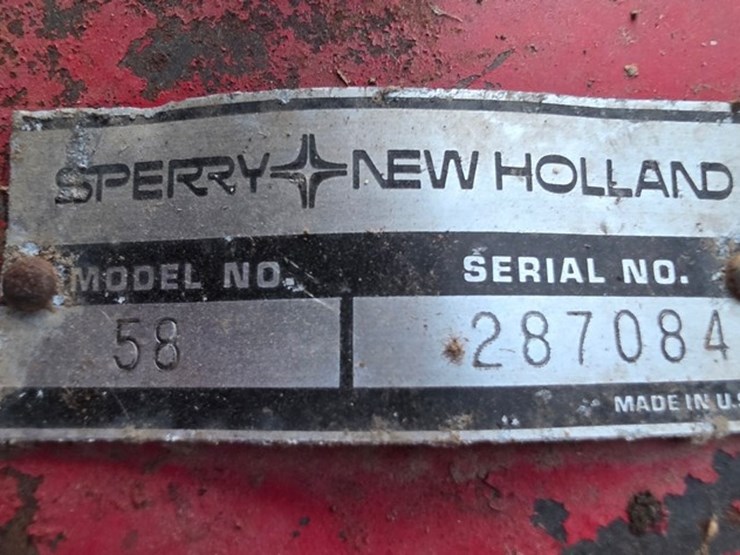 SPERRY NEW HOLLAND
MODEL NO. SERIAL NO.
58 287084
MADE IN U.S